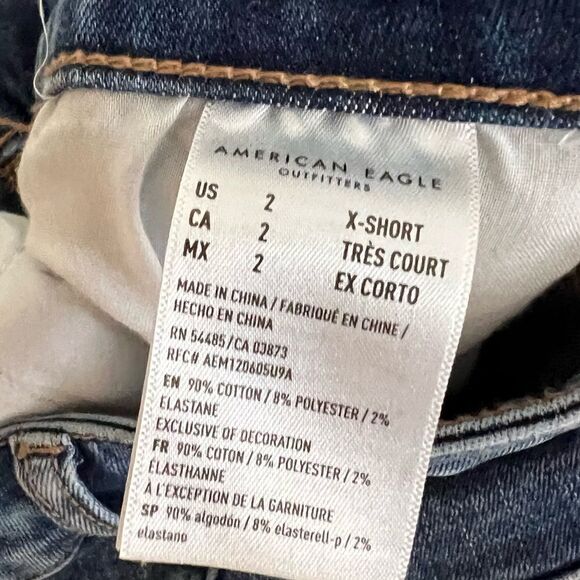 AMERICAN EAGLE
OUTFITTERS
US 2 X-SHORT
CA 2 TRÈS COURT
MX 2 EX CORTO
MADE IN CHINA / FABRIQUÉ EN CHINE /
HECHO EN CHINA
RN 54485/CA 03873
RFC# AEM120605U9A
EN 90% COTTON / 8% POLYESTER / 2%
ELASTANE
EXCLUSIVE OF DECORATION
FR 90% COTON / 8% POLYESTER / 2%
ÉLASTHANNE
À L'EXCEPTION DE LA GARNITURE
SP 90% algodón / 8% elasterell-p / 2%
elastano